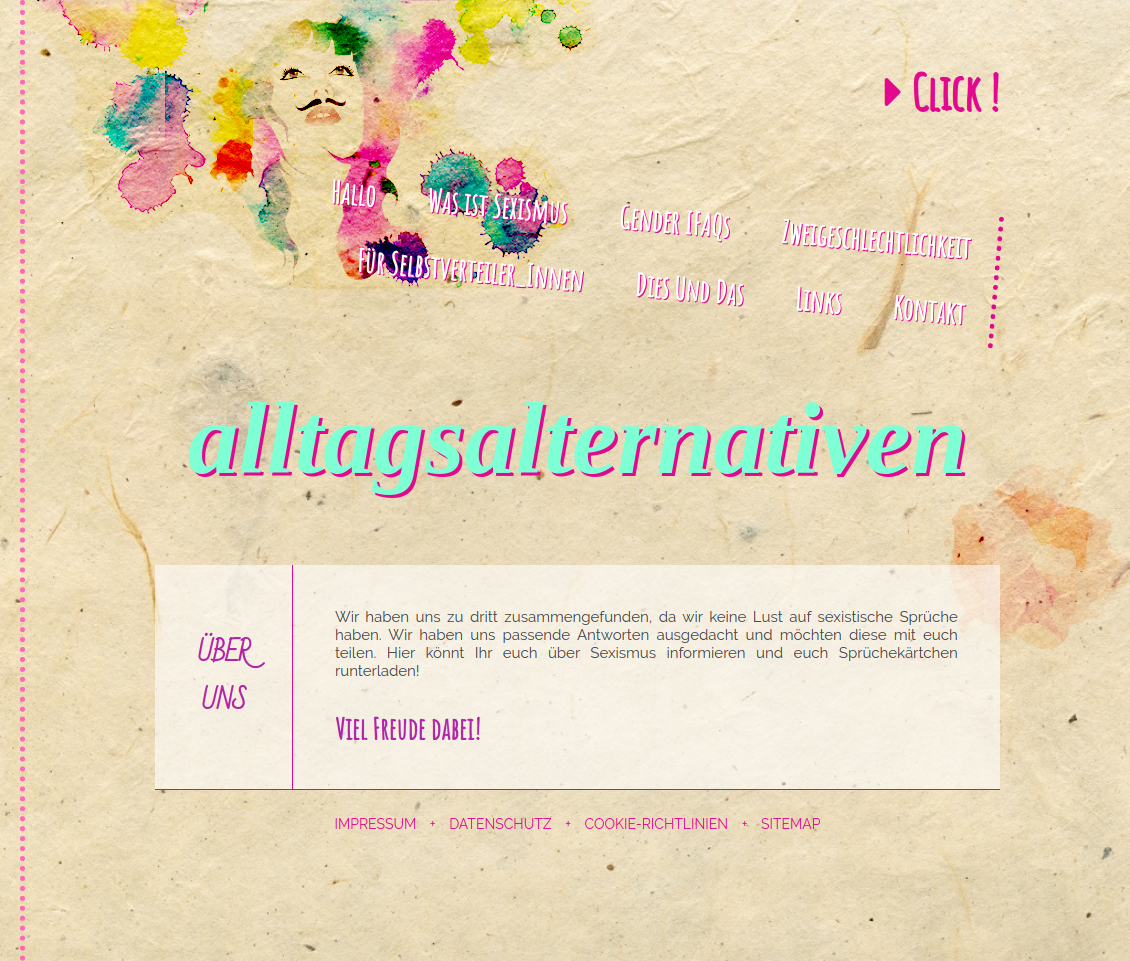 Click !
Hallo
Was ist Sexismus
Gender IFAQs
Zweigeschlechtlichkeit
Für Selbstverteiler_Innen
Dies Und Das
Links
Kontakt
alltagsalternativen
ÜBER
UNS
Wir haben uns zu dritt zusammengefunden, da wir keine Lust auf sexistische Sprüche
haben. Wir haben uns passende Antworten ausgedacht und möchten diese mit euch
teilen. Hier könnt Ihr euch über Sexismus informieren und euch Sprüchekärtchen
runterladen!
Viel Freude dabei!
IMPRESSUM + DATENSCHUTZ + COOKIE-RICHTLINIEN + SITEMAP